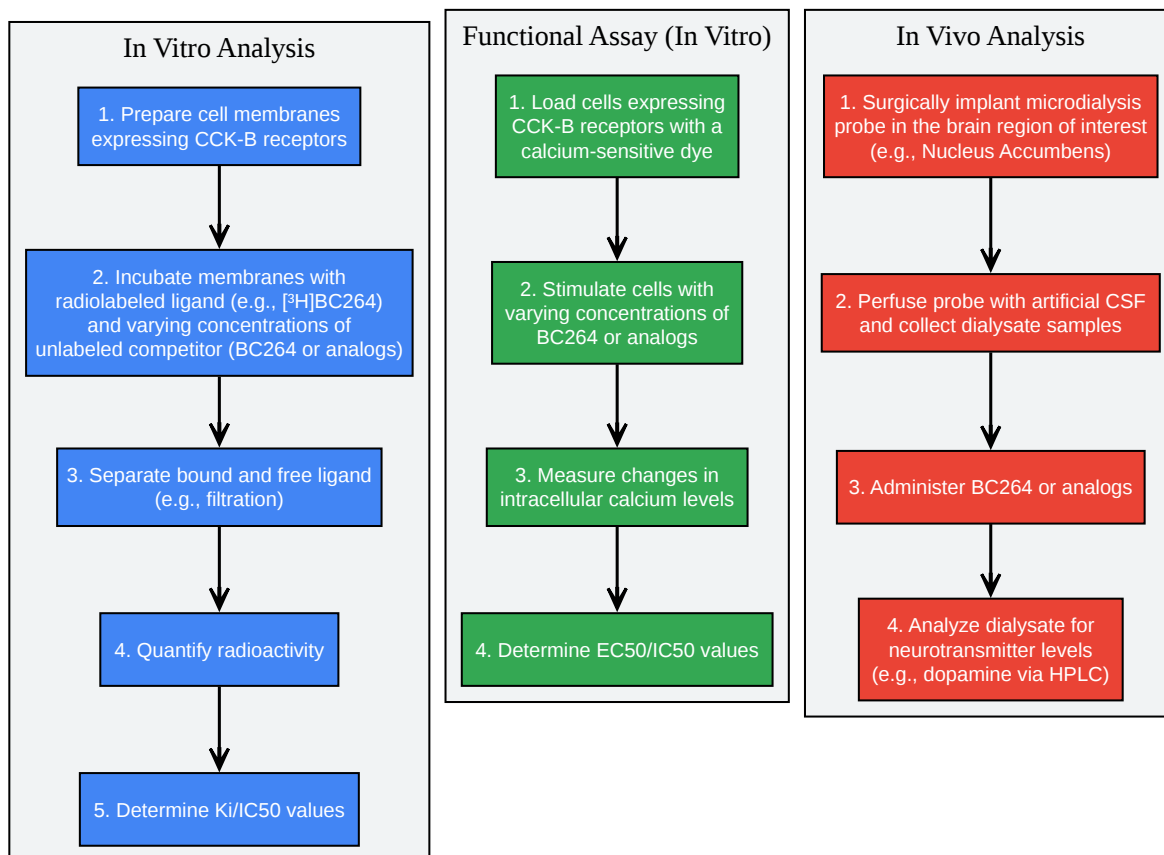 In Vitro Analysis
1. Prepare cell membranes
expressing CCK-B receptors
2. Incubate membranes with
radiolabeled ligand (e.g., [³H]BC264)
and varying concentrations of
unlabeled competitor (BC264 or analogs)
3. Separate bound and free ligand
(e.g., filtration)
4. Quantify radioactivity
5. Determine Ki/IC50 values
Functional Assay (In Vitro)
1. Load cells expressing
CCK-B receptors with a
calcium-sensitive dye
2. Stimulate cells with
varying concentrations of
BC264 or analogs
3. Measure changes in
intracellular calcium levels
4. Determine EC50/IC50 values
In Vivo Analysis
1. Surgically implant microdialysis
probe in the brain region of interest
(e.g., Nucleus Accumbens)
2. Perfuse probe with artificial CSF
and collect dialysate samples
3. Administer BC264 or analogs
4. Analyze dialysate for
neurotransmitter levels
(e.g., dopamine via HPLC)